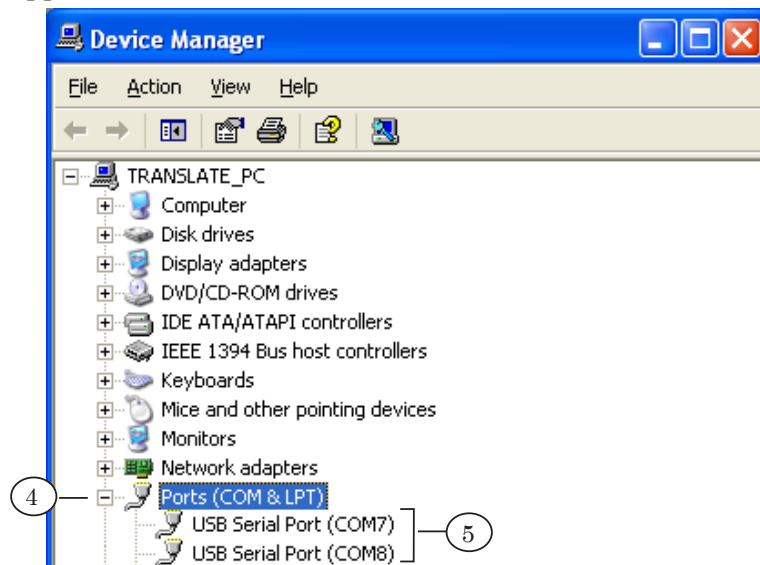 Device Manager
File Action View Help
TRANSLATE_PC
Computer
Disk drives
Display adapters
DVD/CD-ROM drives
IDE ATA/ATAPI controllers
IEEE 1394 Bus host controllers
Keyboards
Mice and other pointing devices
Monitors
Network adapters
4 Ports (COM & LPT)
USB Serial Port (COM7)
5
USB Serial Port (COM8)